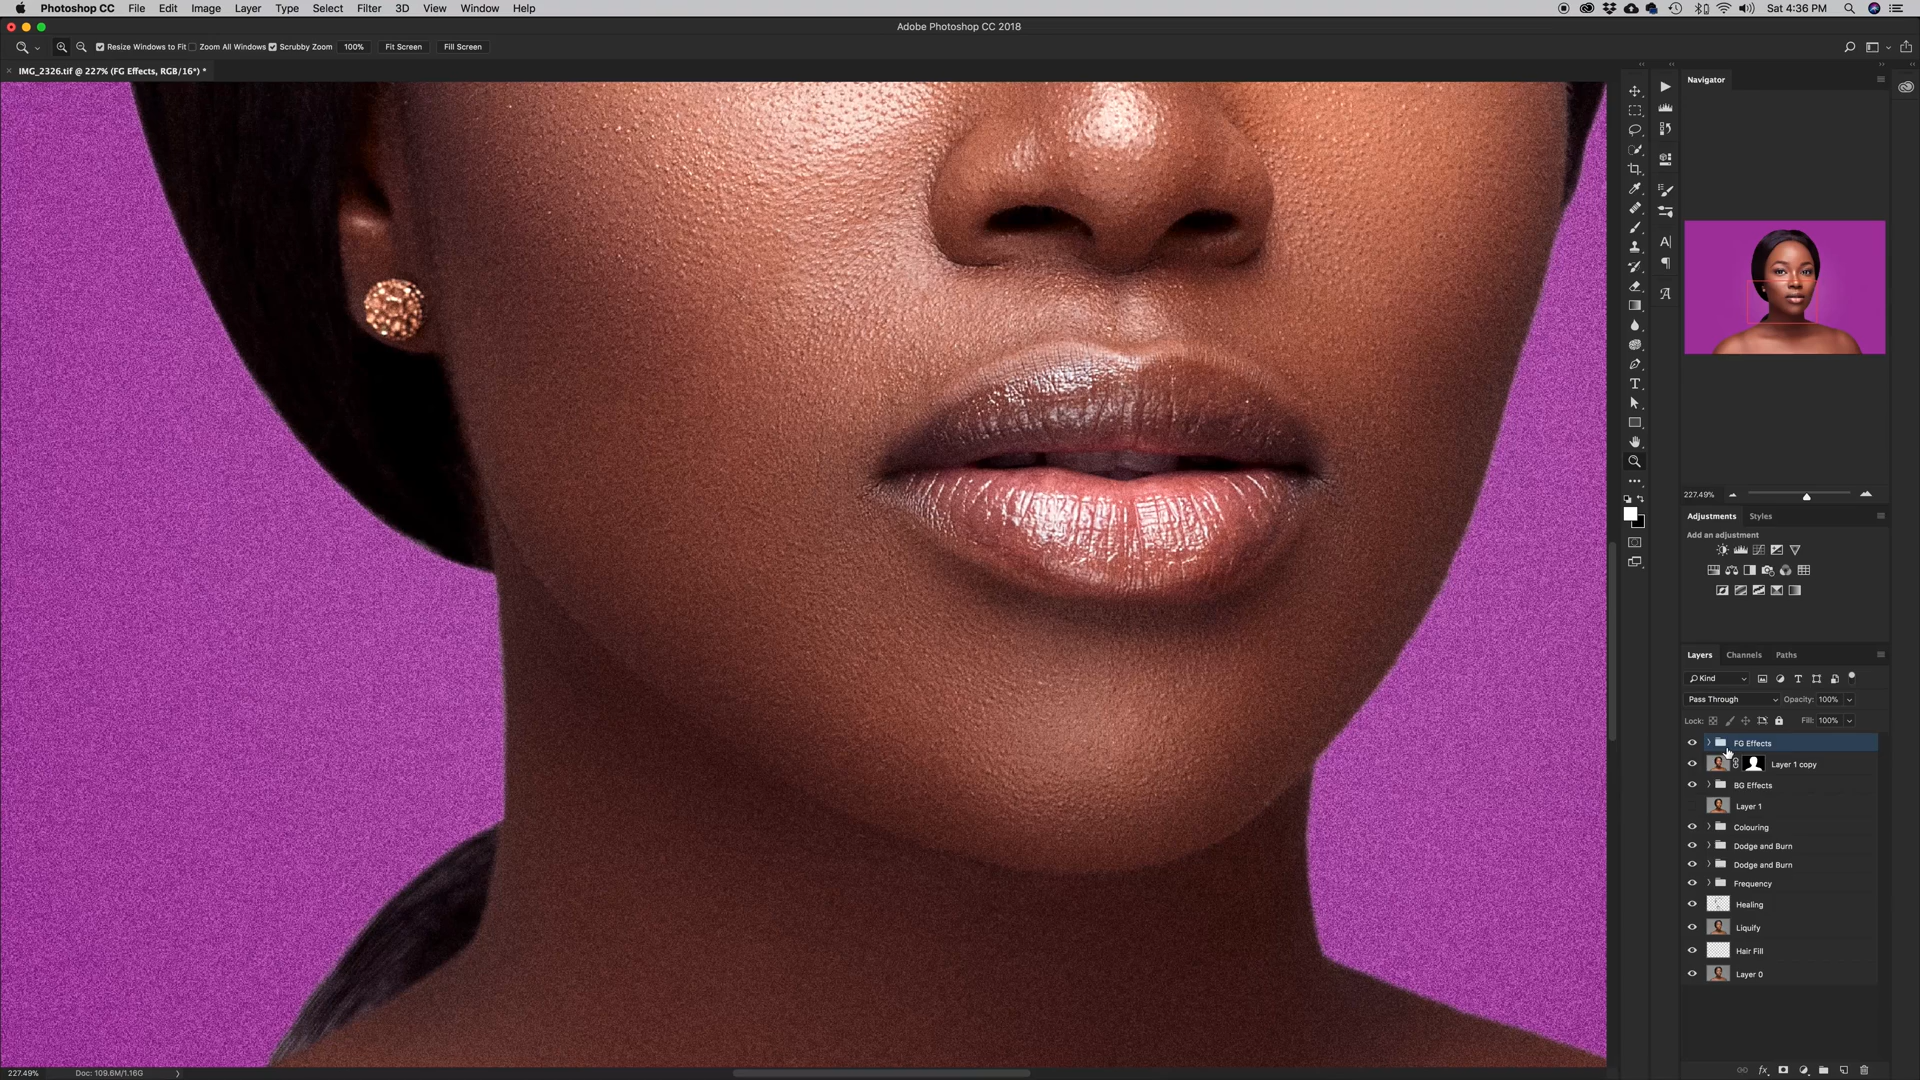 Photoshop CC File Edit Image Layer Type Select Filter 3D View Window Help Sat 4:36 PM
Adobe Photoshop CC 2018
Resize Windows to Fit Zoom All Windows Scrubby Zoom 100% Fit Screen Fill Screen
IMG_2326.tif @ 227% (FG Effects, RGB/16*) *
Navigator
227.49%
Adjustments Styles
Add an adjustment
Layers Channels Paths
Kind
Pass Through Opacity: 100%
Lock: Fill: 100%
FG Effects
Layer 1 copy
BG Effects
Layer 1
Colouring
Dodge and Burn
Dodge and Burn
Frequency
Healing
Liquify
Hair Fill
Layer 0
227.49% Doc: 109.6M/1.16G